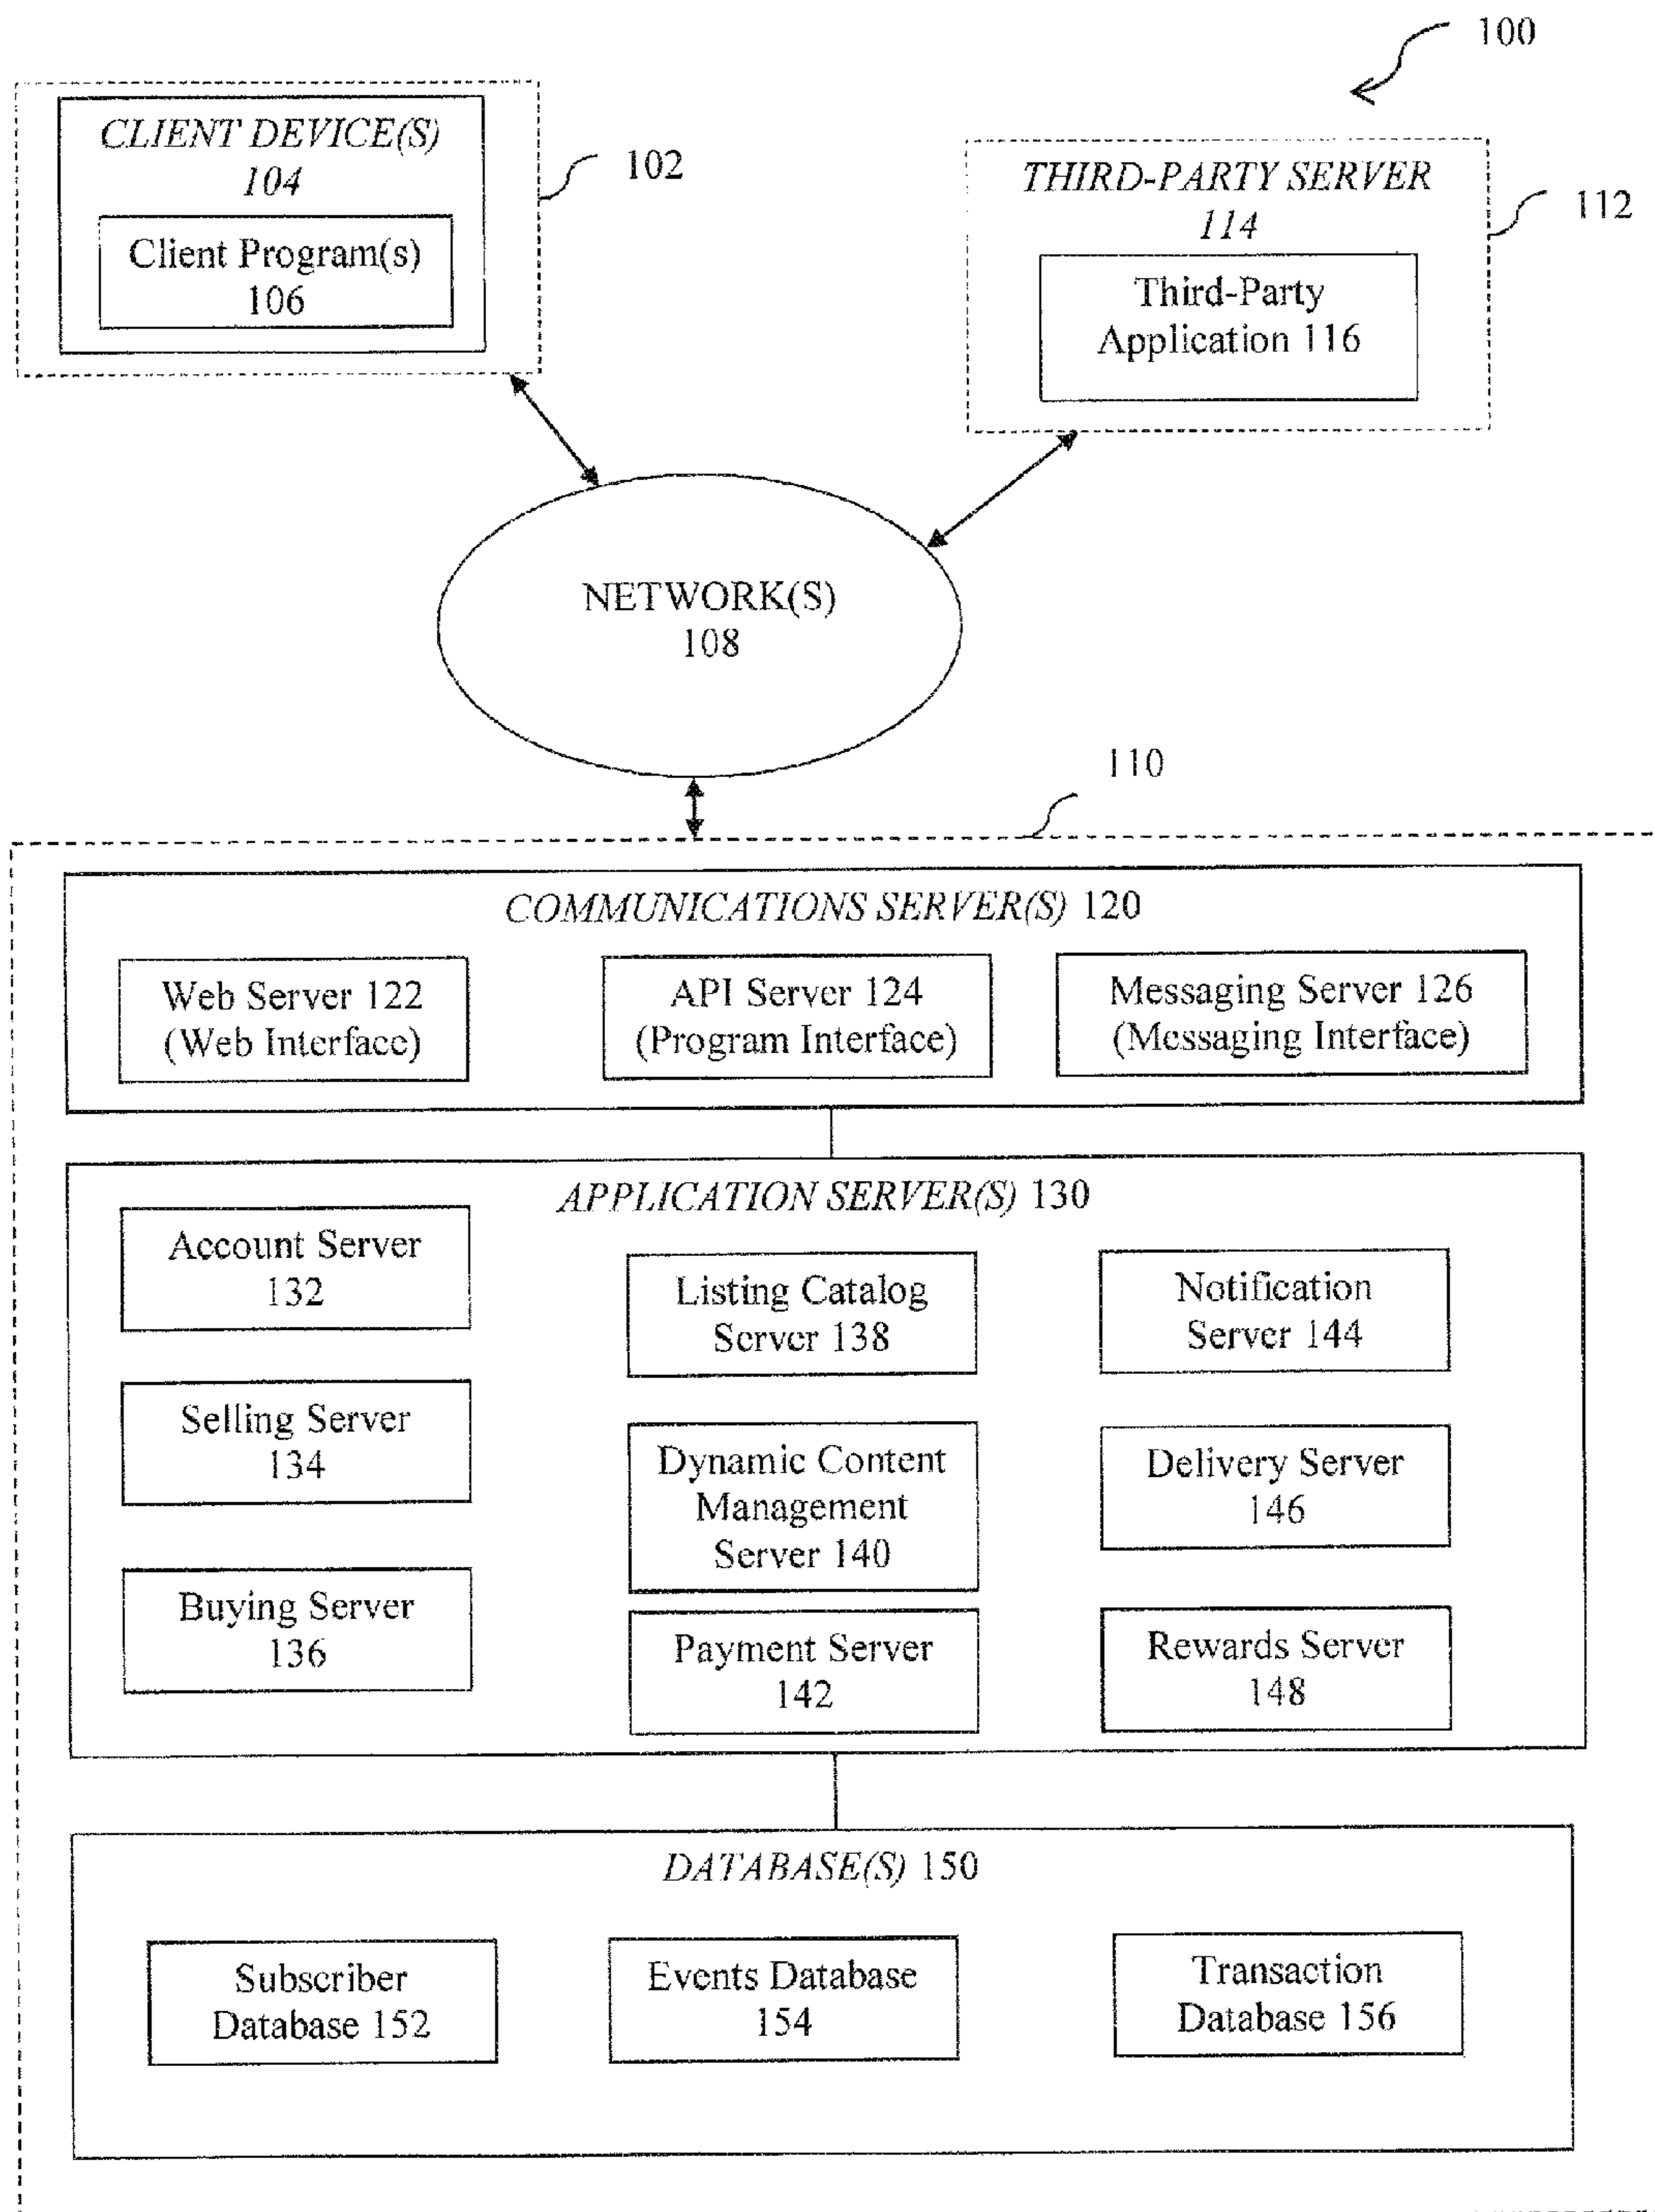 100
CLIENT DEVICE(S)
104
Client Program(s)
106
102
THIRD-PARTY SERVER
114
Third-Party
Application 116
112
NETWORK(S)
108
110
COMMUNICATIONS SERVER(S) 120
Web Server 122
(Web Interface)
API Server 124
(Program Interface)
Messaging Server 126
(Messaging Interface)
APPLICATION SERVER(S) 130
Account Server
132
Selling Server
134
Buying Server
136
Listing Catalog
Server 138
Dynamic Content
Management
Server 140
Payment Server
142
Notification
Server 144
Delivery Server
146
Rewards Server
148
DATABASE(S) 150
Subscriber
Database 152
Events Database
154
Transaction
Database 156